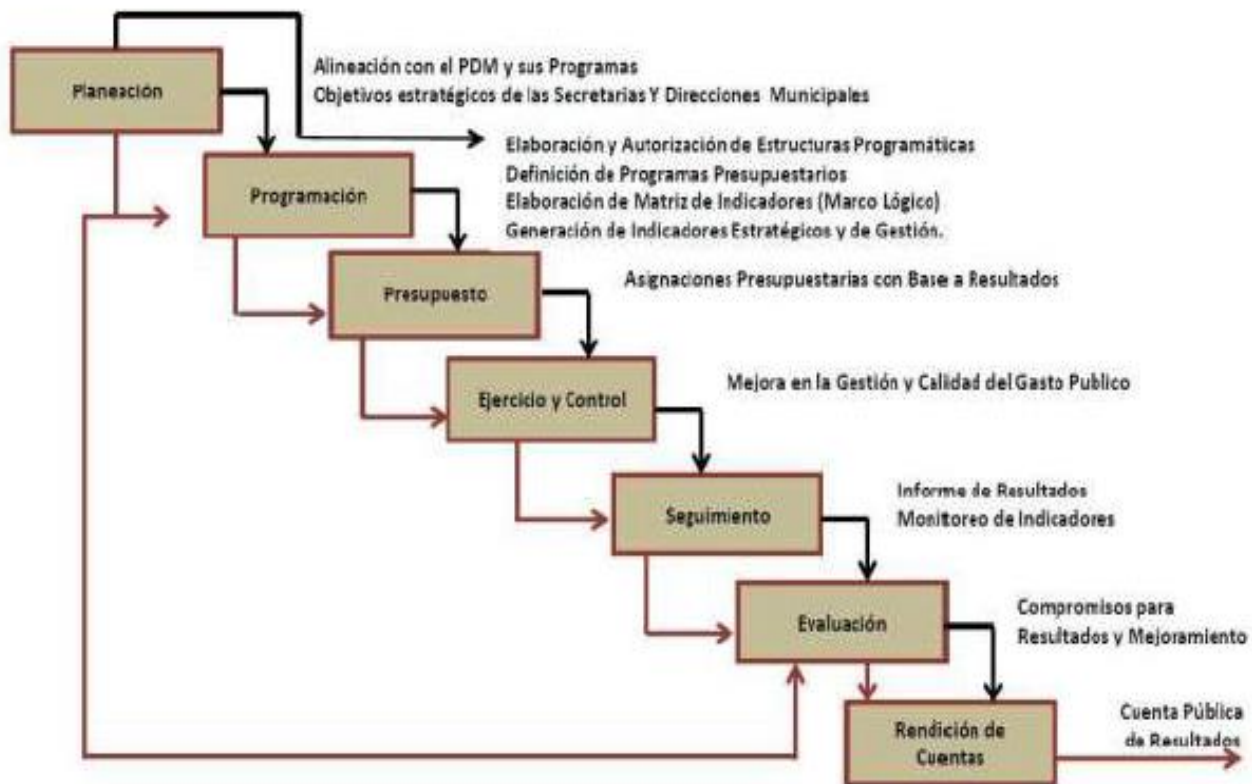 Planeación
Alineación con el PDM y sus Programas
Objetivos estratégicos de las Secretarias Y Direcciones Municipales
Programación
Elaboración y Autorización de Estructuras Programáticas
Definición de Programas Presupuestarios
Elaboración de Matriz de Indicadores (Marco Lógico)
Generación de Indicadores Estratégicos y de Gestión.
Presupuesto
Asignaciones Presupuestarias con Base a Resultados
Ejercicio y Control
Mejora en la Gestión y Calidad del Gasto Publico
Seguimiento
Informe de Resultados
Monitoreo de Indicadores
Evaluación
Compromisos para
Resultados y Mejoramiento
Rendición de
Cuentas
Cuenta Pública
de Resultados